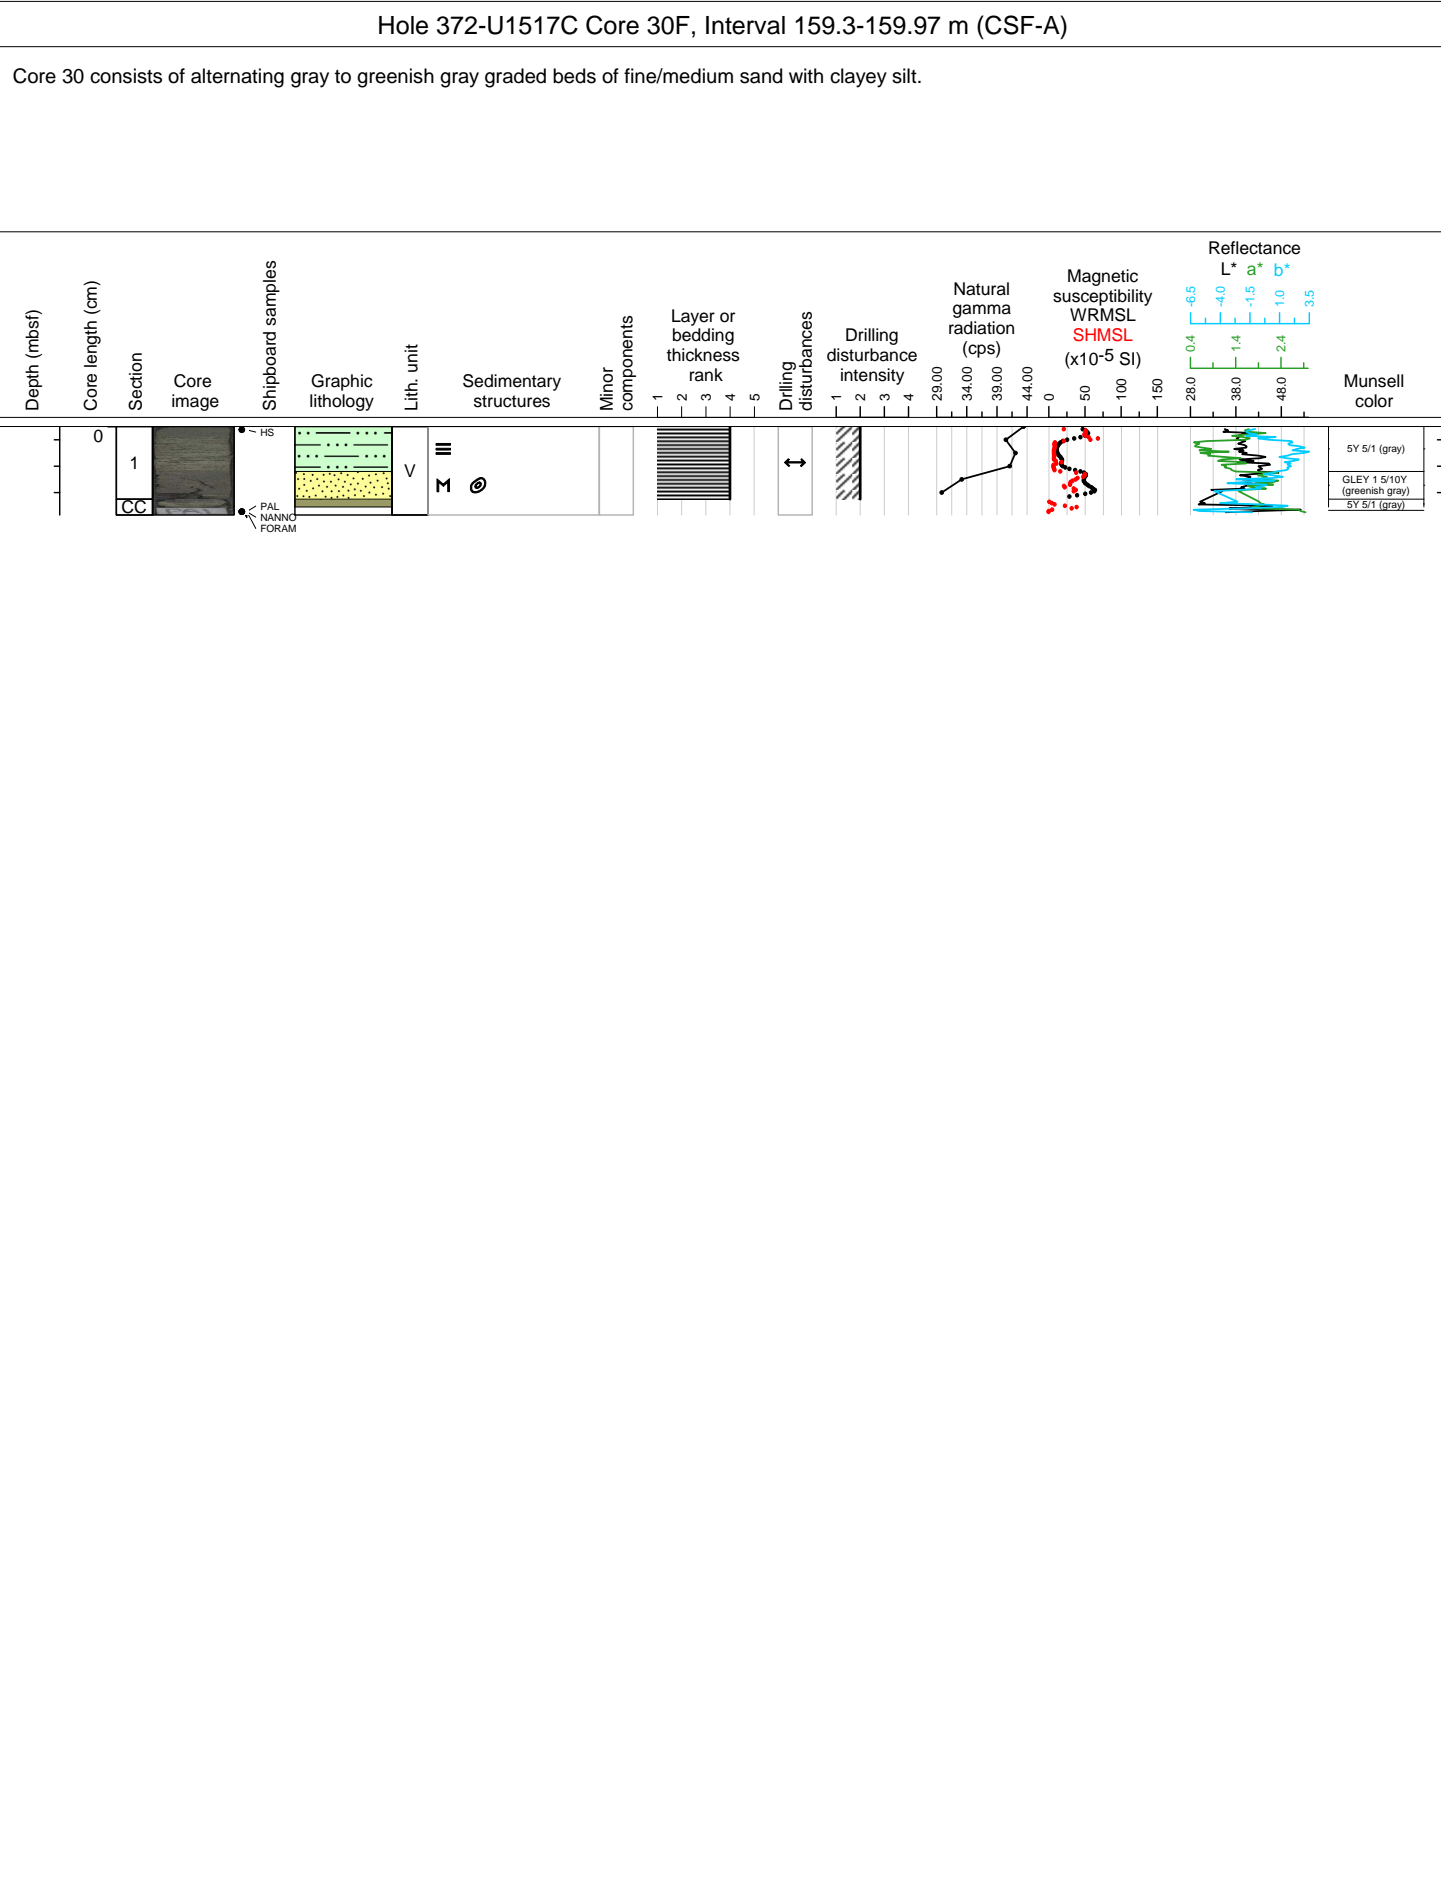 Hole 372-U1517C Core 30F, Interval 159.3-159.97 m (CSF-A)
Core 30 consists of alternating gray to greenish gray graded beds of fine/medium sand with clayey silt.
Depth (mbsf)
Core length (cm)
Section
Core
image
Shipboard samples
Graphic
lithology
Lith. unit
Sedimentary
structures
Minor
components
Layer or
bedding
thickness
rank
1 2 3 4 5
Drlling
disturbances
Drilling
disturbance
intensity
1 2 3 4
Natural
gamma
radiation
(cps)
29.00 34.00 39.00 44.00
Magnetic
susceptibility
WRMSL
SHMSL
(x10-5 SI)
0 50 100 150
Reflectance
L* a* b*
-6.5 -4.0 -1.5 1.0 3.5
0.4 1.4 2.4
28.0 38.0 48.0
Munsell
color
0
1
CC
HS
PAL
NANNO
FORAM
V
5Y 5/1 (gray)
GLEY 1 5/10Y
(greenish gray)
5Y 5/1 (gray)